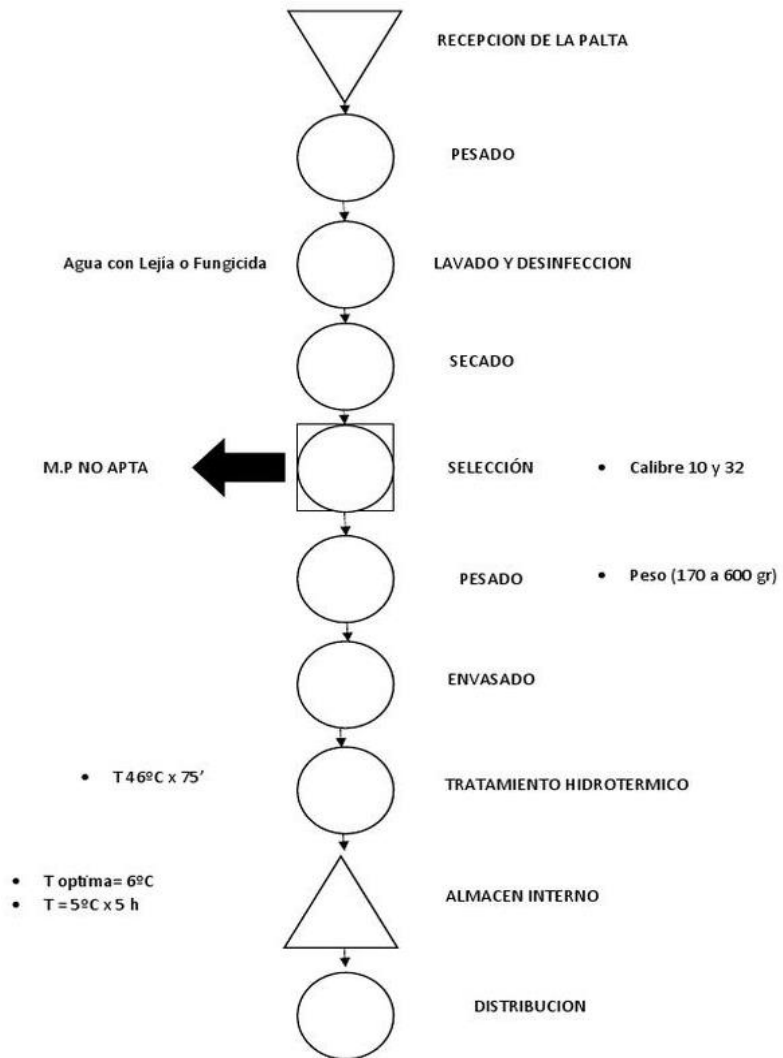 RECEPCION DE LA PALTA
PESADO
Agua con Lejía o Fungicida
LAVADO Y DESINFECCION
SECADO
M.P NO APTA
SELECCIÓN
• Calibre 10 y 32
PESADO
• Peso (170 a 600 gr)
ENVASADO
• T 46ºC x 75’
TRATAMIENTO HIDROTERMICO
• T optima= 6ºC
• T = 5ºC x 5 h
ALMACEN INTERNO
DISTRIBUCION